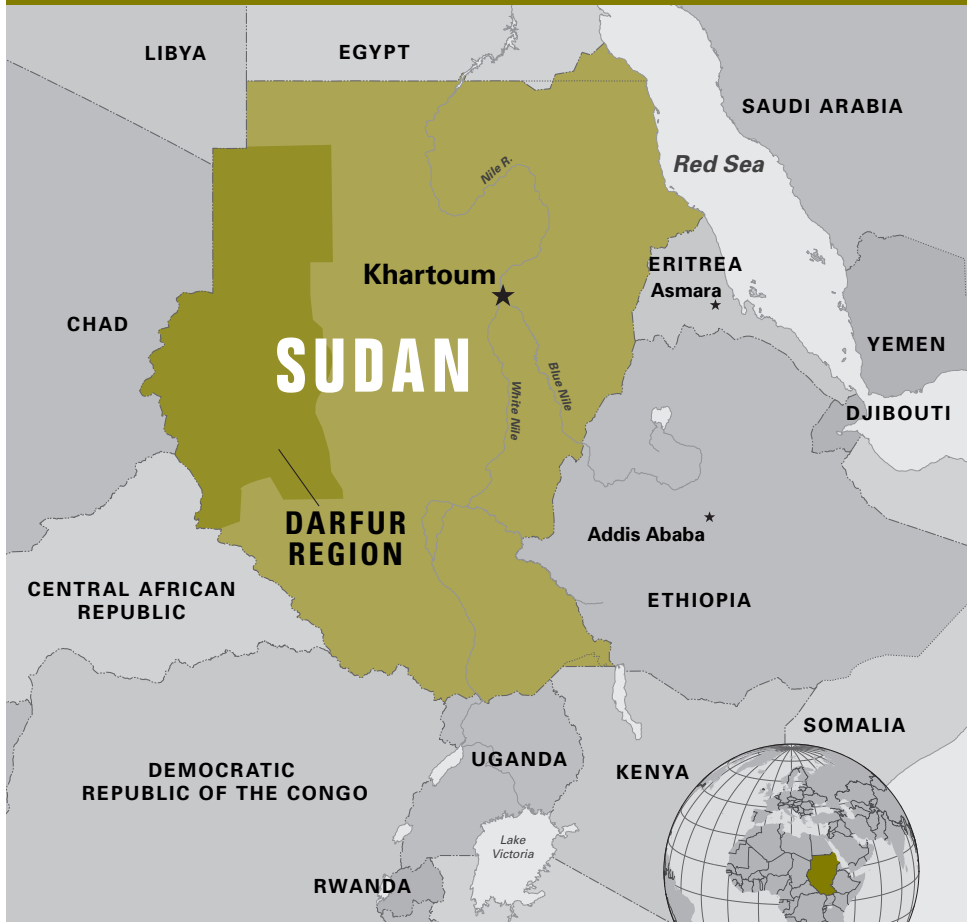 LIBYA
EGYPT
SAUDI ARABIA
Red Sea
Nile R.
Khartoum
ERITREA
Asmara
CHAD
SUDAN
YEMEN
White Nile
Blue Nile
DJIBOUTI
DARFUR
REGION
Addis Ababa
CENTRAL AFRICAN
REPUBLIC
ETHIOPIA
SOMALIA
UGANDA
KENYA
DEMOCRATIC
REPUBLIC OF THE CONGO
Lake
Victoria
RWANDA